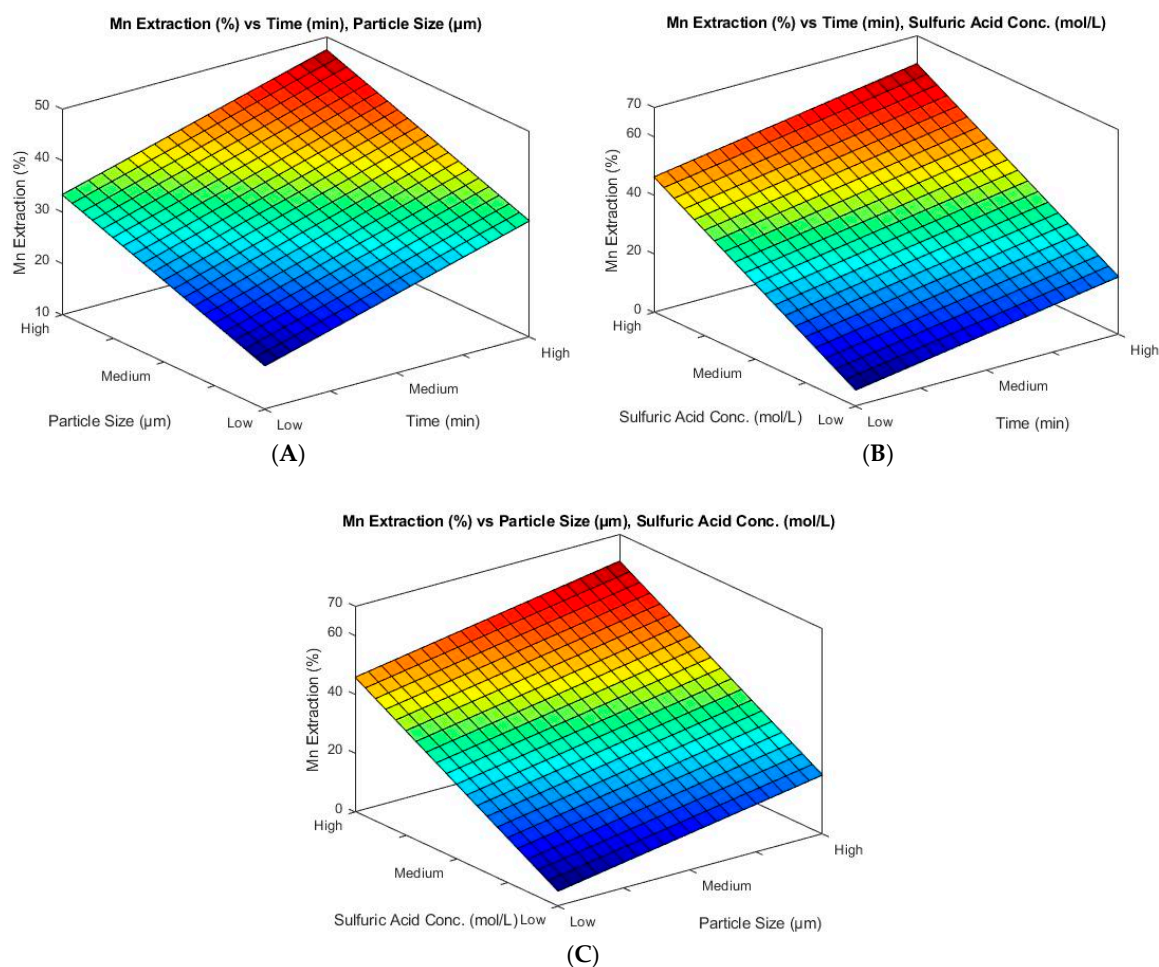 Mn Extraction (%) vs Time (min), Particle Size (µm)
Mn Extraction (%)
50
40
30
20
10
High
Medium
Low
Particle Size (µm)
Low
Medium
High
Time (min)
(A)
Mn Extraction (%) vs Time (min), Sulfuric Acid Conc. (mol/L)
Mn Extraction (%)
70
60
40
20
0
High
Medium
Low
Sulfuric Acid Conc. (mol/L)
Low
Medium
High
Time (min)
(B)
Mn Extraction (%) vs Particle Size (µm), Sulfuric Acid Conc. (mol/L)
Mn Extraction (%)
70
60
40
20
0
High
Medium
Low
Sulfuric Acid Conc. (mol/L)
Low
Medium
High
Particle Size (µm)
(C)